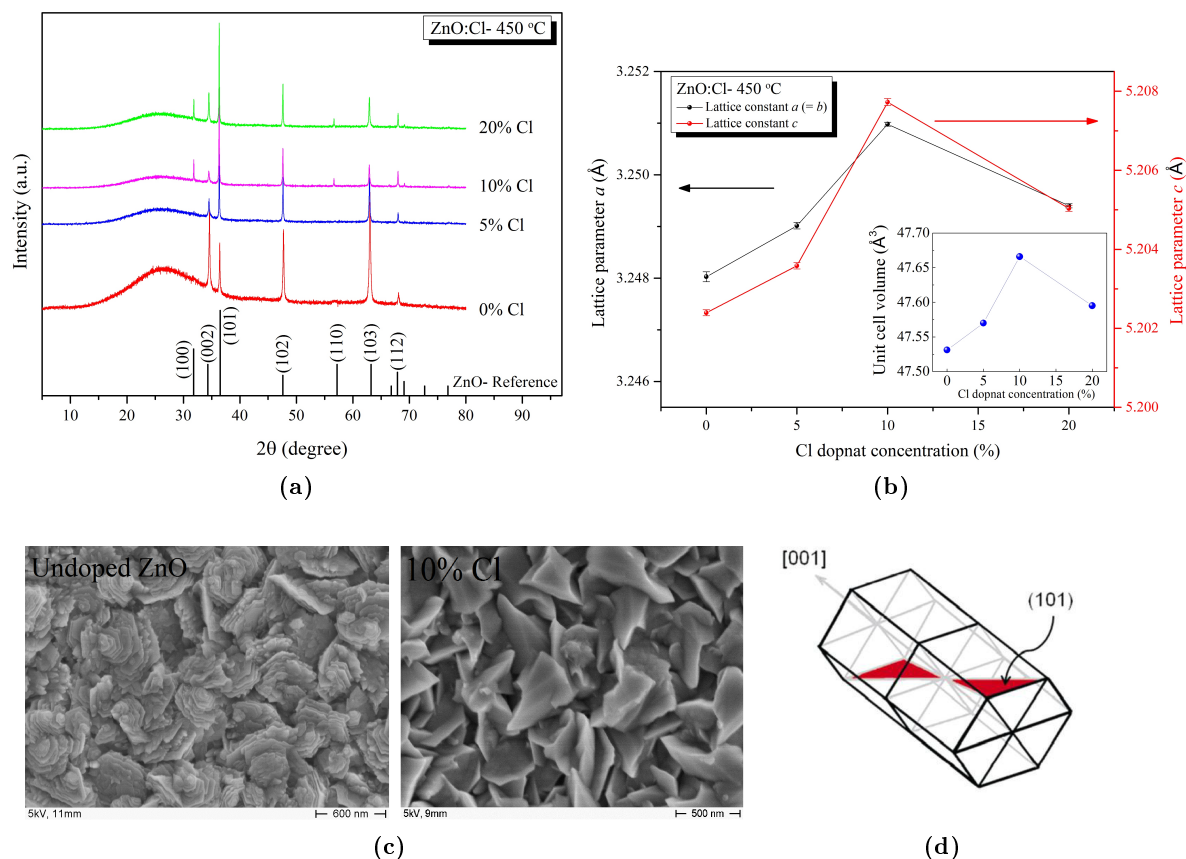 ZnO:Cl- 450 °C
Intensity (a.u.)
20% Cl
10% Cl
5% Cl
0% Cl
(100)
(002)
(101)
(102)
(110)
(103)
(112)
ZnO- Reference
10 20 30 40 50 60 70 80 90
2θ (degree)
(a)
ZnO:Cl- 450 °C
Lattice constant a (= b)
Lattice constant c
Lattice parameter a (Å)
3.252
3.250
3.248
3.246
Lattice parameter c (Å)
5.208
5.206
5.204
5.202
5.200
Unit cell volume (Å³)
47.70
47.65
47.60
47.55
47.50
0 5 10 15 20
Cl dopnat concentration (%)
0 5 10 15 20
Cl dopnat concentration (%)
(b)
Undoped ZnO
5kV, 11mm
600 nm
10% Cl
5kV, 9mm
500 nm
(c)
[001]
(101)
(d)